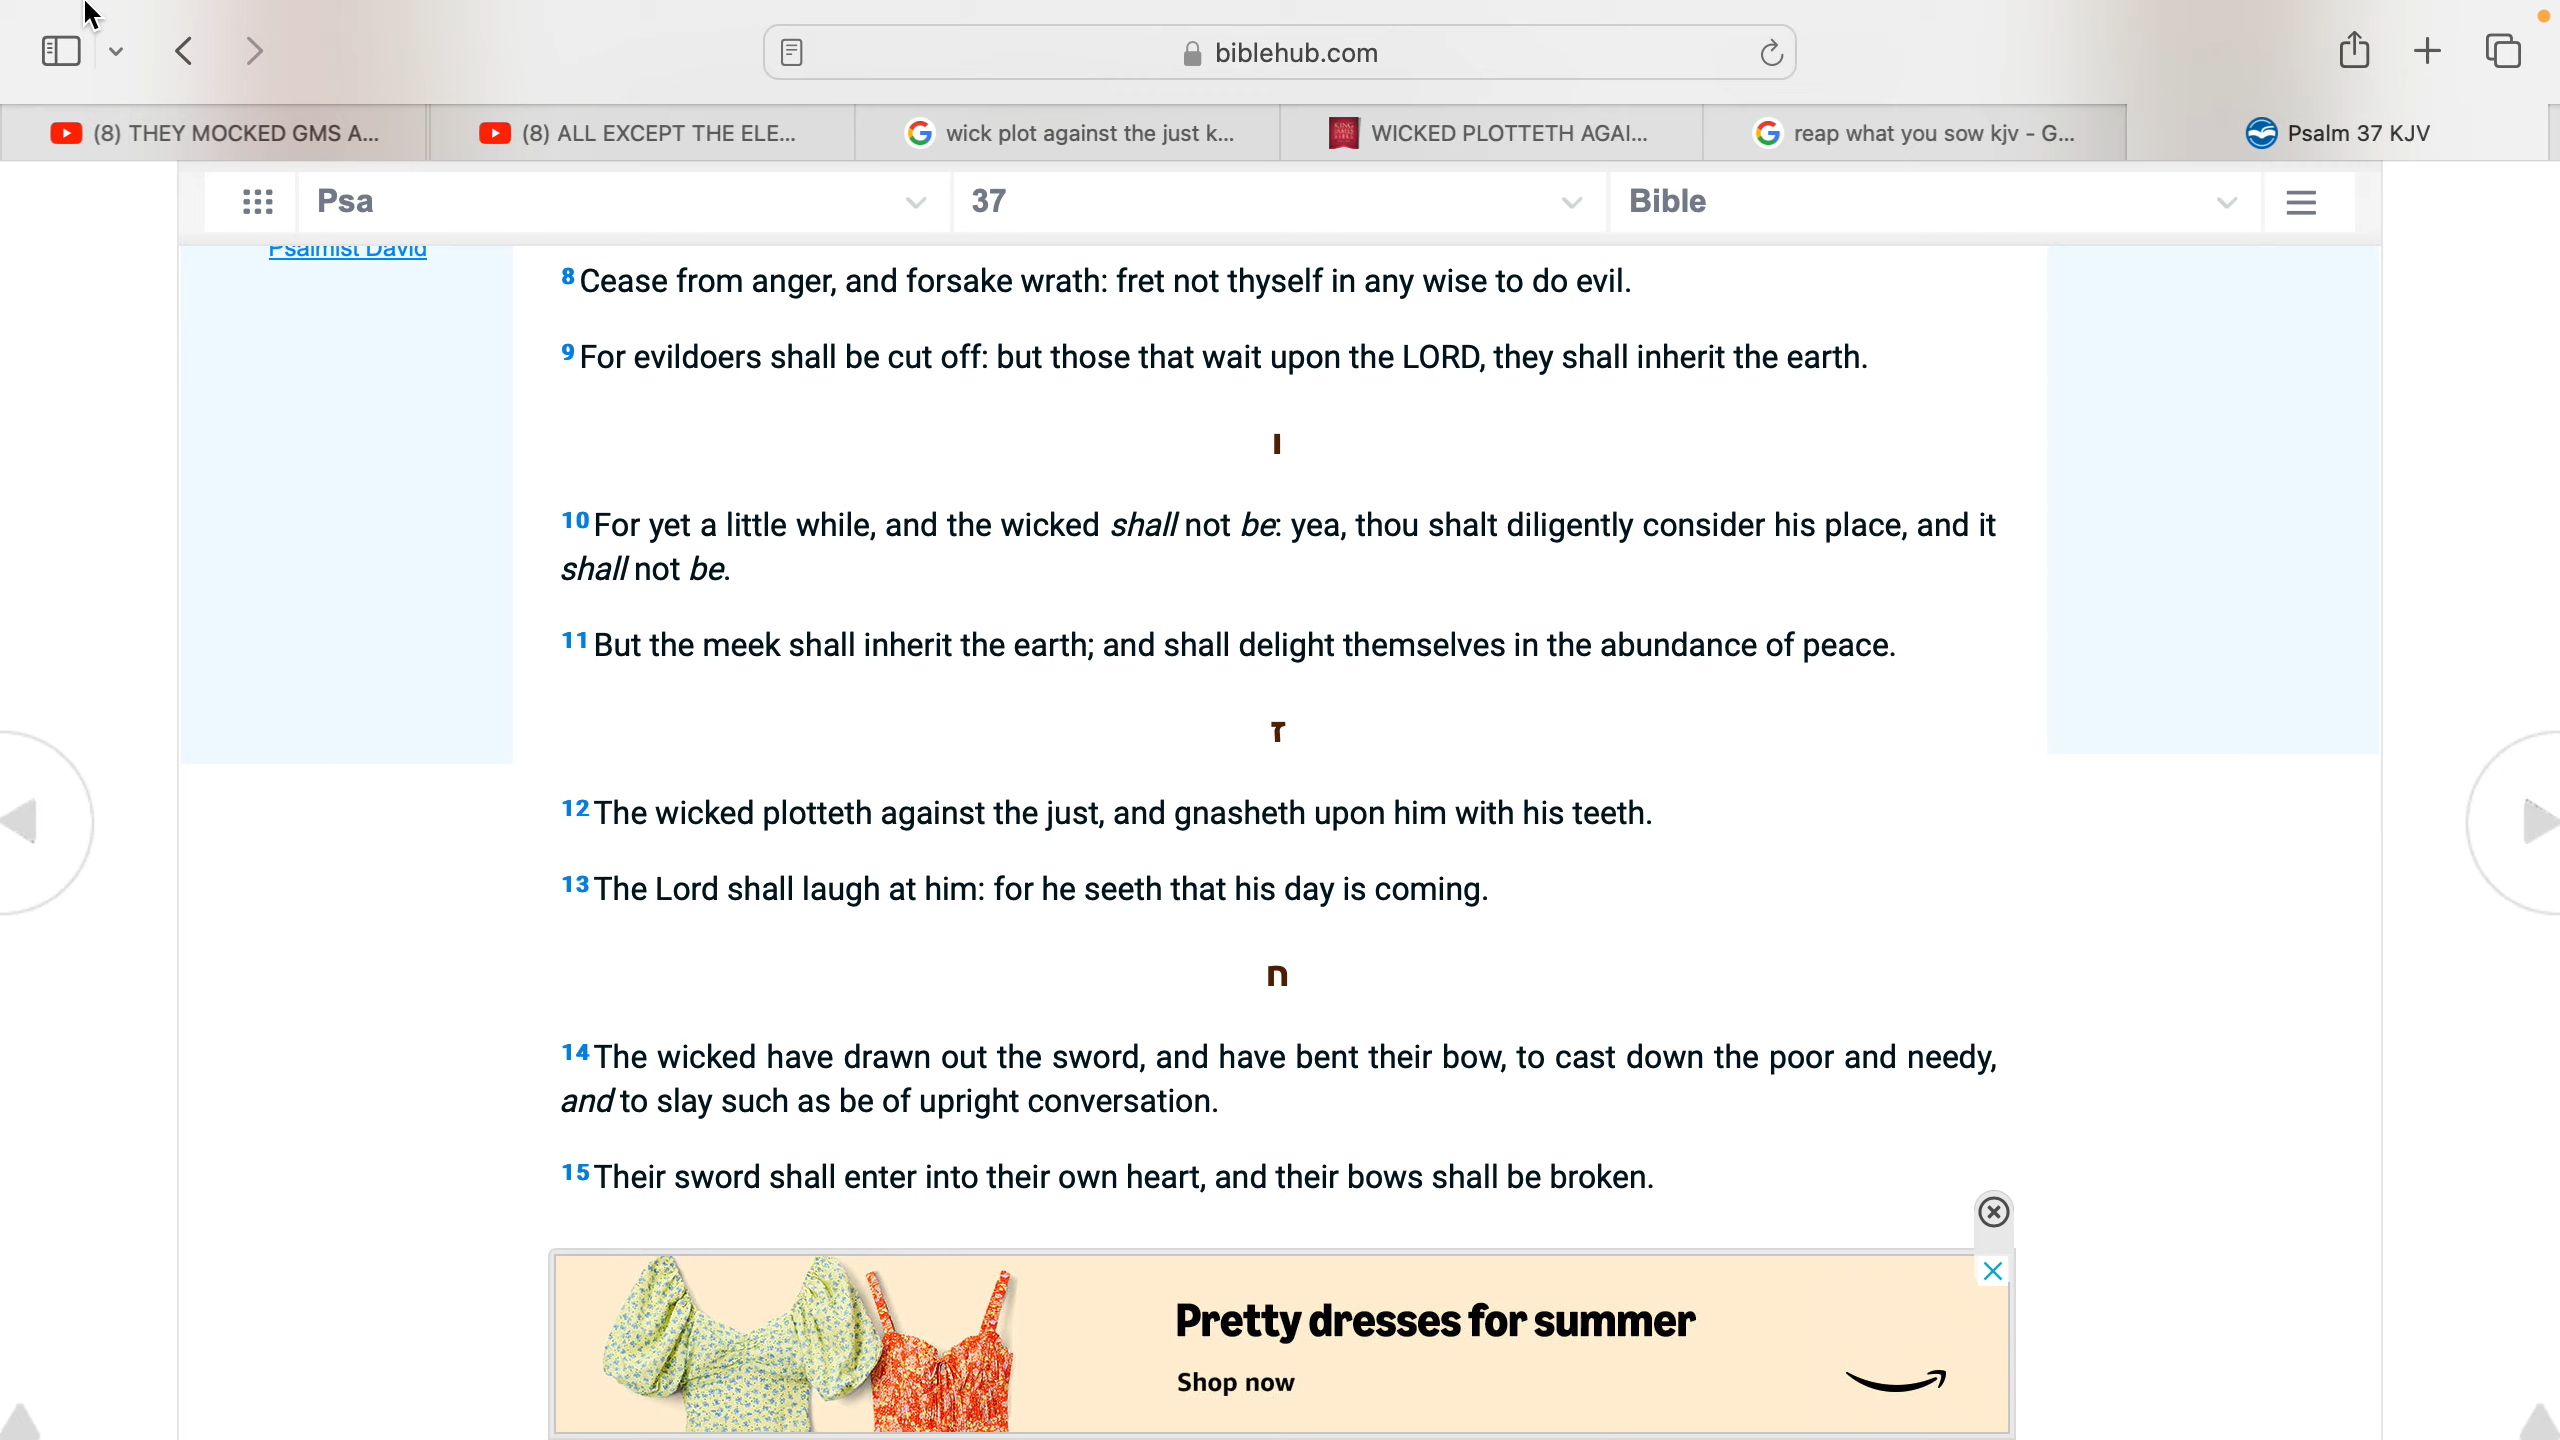 biblehub.com
(8) THEY MOCKED GMS A...
(8) ALL EXCEPT THE ELE...
wick plot against the just k...
WICKED PLOTTETH AGAI...
reap what you sow kjv - G...
Psalm 37 KJV
Psa
37
Bible
Psalmist David
8 Cease from anger, and forsake wrath: fret not thyself in any wise to do evil.
9 For evildoers shall be cut off: but those that wait upon the LORD, they shall inherit the earth.
ו
10 For yet a little while, and the wicked shall not be: yea, thou shalt diligently consider his place, and it
shall not be.
11 But the meek shall inherit the earth; and shall delight themselves in the abundance of peace.
ז
12 The wicked plotteth against the just, and gnasheth upon him with his teeth.
13 The Lord shall laugh at him: for he seeth that his day is coming.
ח
14 The wicked have drawn out the sword, and have bent their bow, to cast down the poor and needy,
and to slay such as be of upright conversation.
15 Their sword shall enter into their own heart, and their bows shall be broken.
Pretty dresses for summer
Shop now